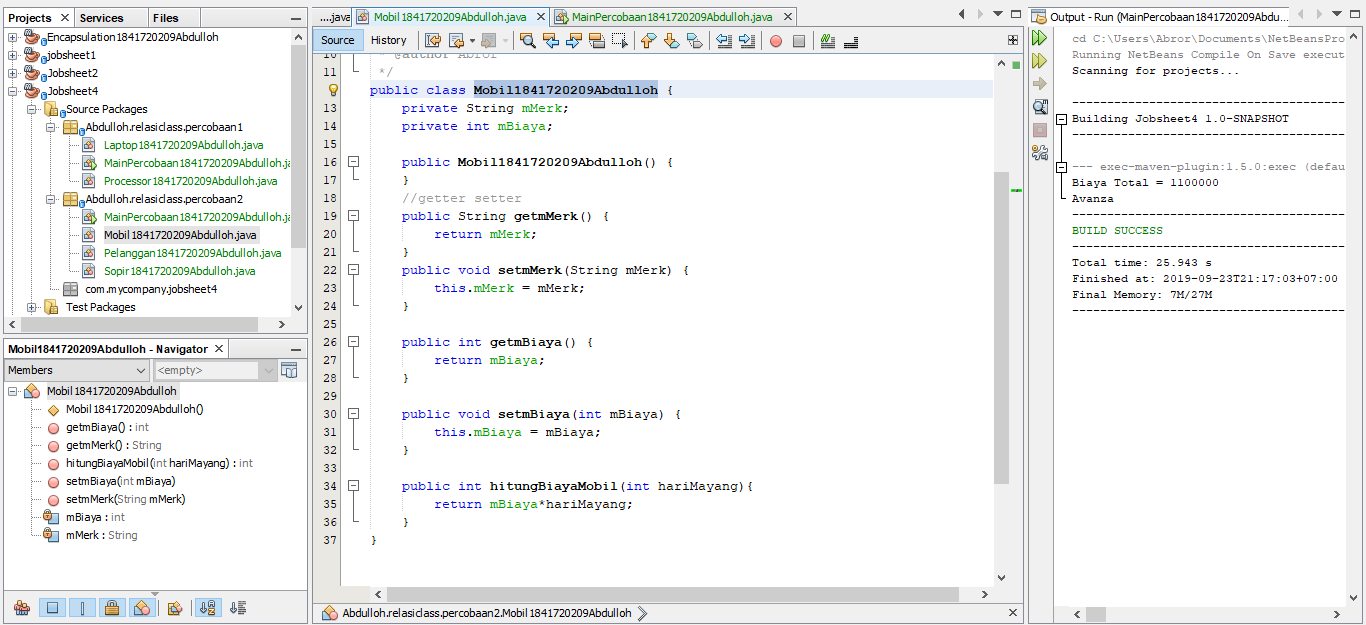 Projects
Services
Files
Encapsulation1841720209Abdulloh
jobsheet1
Jobsheet2
Jobsheet4
Source Packages
Abdulloh.relasiclass.percobaan1
Laptop1841720209Abdulloh.java
MainPercobaan1841720209Abdulloh.ja
Processor1841720209Abdulloh.java
Abdulloh.relasiclass.percobaan2
MainPercobaan1841720209Abdulloh.ja
Mobil1841720209Abdulloh.java
Pelanggan1841720209Abdulloh.java
Sopir1841720209Abdulloh.java
com.mycompany.jobsheet4
Test Packages
Mobil1841720209Abdulloh - Navigator
Members
<empty>
Mobil1841720209Abdulloh
Mobil1841720209Abdulloh()
getmBiaya() : int
getmMerk() : String
hitungBiayaMobil(int hariMayang) : int
setmBiaya(int mBiaya)
setmMerk(String mMerk)
mBiaya : int
mMerk : String
....java
Mobil1841720209Abdulloh.java
MainPercobaan1841720209Abdulloh.java
Source
History
10 @author Abror
11 */
public class Mobil1841720209Abdulloh {
13 private String mMerk;
14 private int mBiaya;
15
16 public Mobil1841720209Abdulloh() {
17 }
18 //getter setter
19 public String getmMerk() {
20 return mMerk;
21 }
22 public void setmMerk(String mMerk) {
23 this.mMerk = mMerk;
24 }
25
26 public int getmBiaya() {
27 return mBiaya;
28 }
29
30 public void setmBiaya(int mBiaya) {
31 this.mBiaya = mBiaya;
32 }
33
34 public int hitungBiayaMobil(int hariMayang){
35 return mBiaya*hariMayang;
36 }
37 }
Abdulloh.relasiclass.percobaan2.Mobil1841720209Abdulloh
Output - Run (MainPercobaan1841720209Abdu...
cd C:\Users\Abror\Documents\NetBeansPro
Running NetBeans Compile On Save execut
Scanning for projects...
----------------------------------
Building Jobsheet4 1.0-SNAPSHOT
----------------------------------
--- exec-maven-plugin:1.5.0:exec (defau
Biaya Total = 1100000
Avanza
----------------------------------
BUILD SUCCESS
----------------------------------
Total time: 25.943 s
Finished at: 2019-09-23T21:17:03+07:00
Final Memory: 7M/27M
----------------------------------